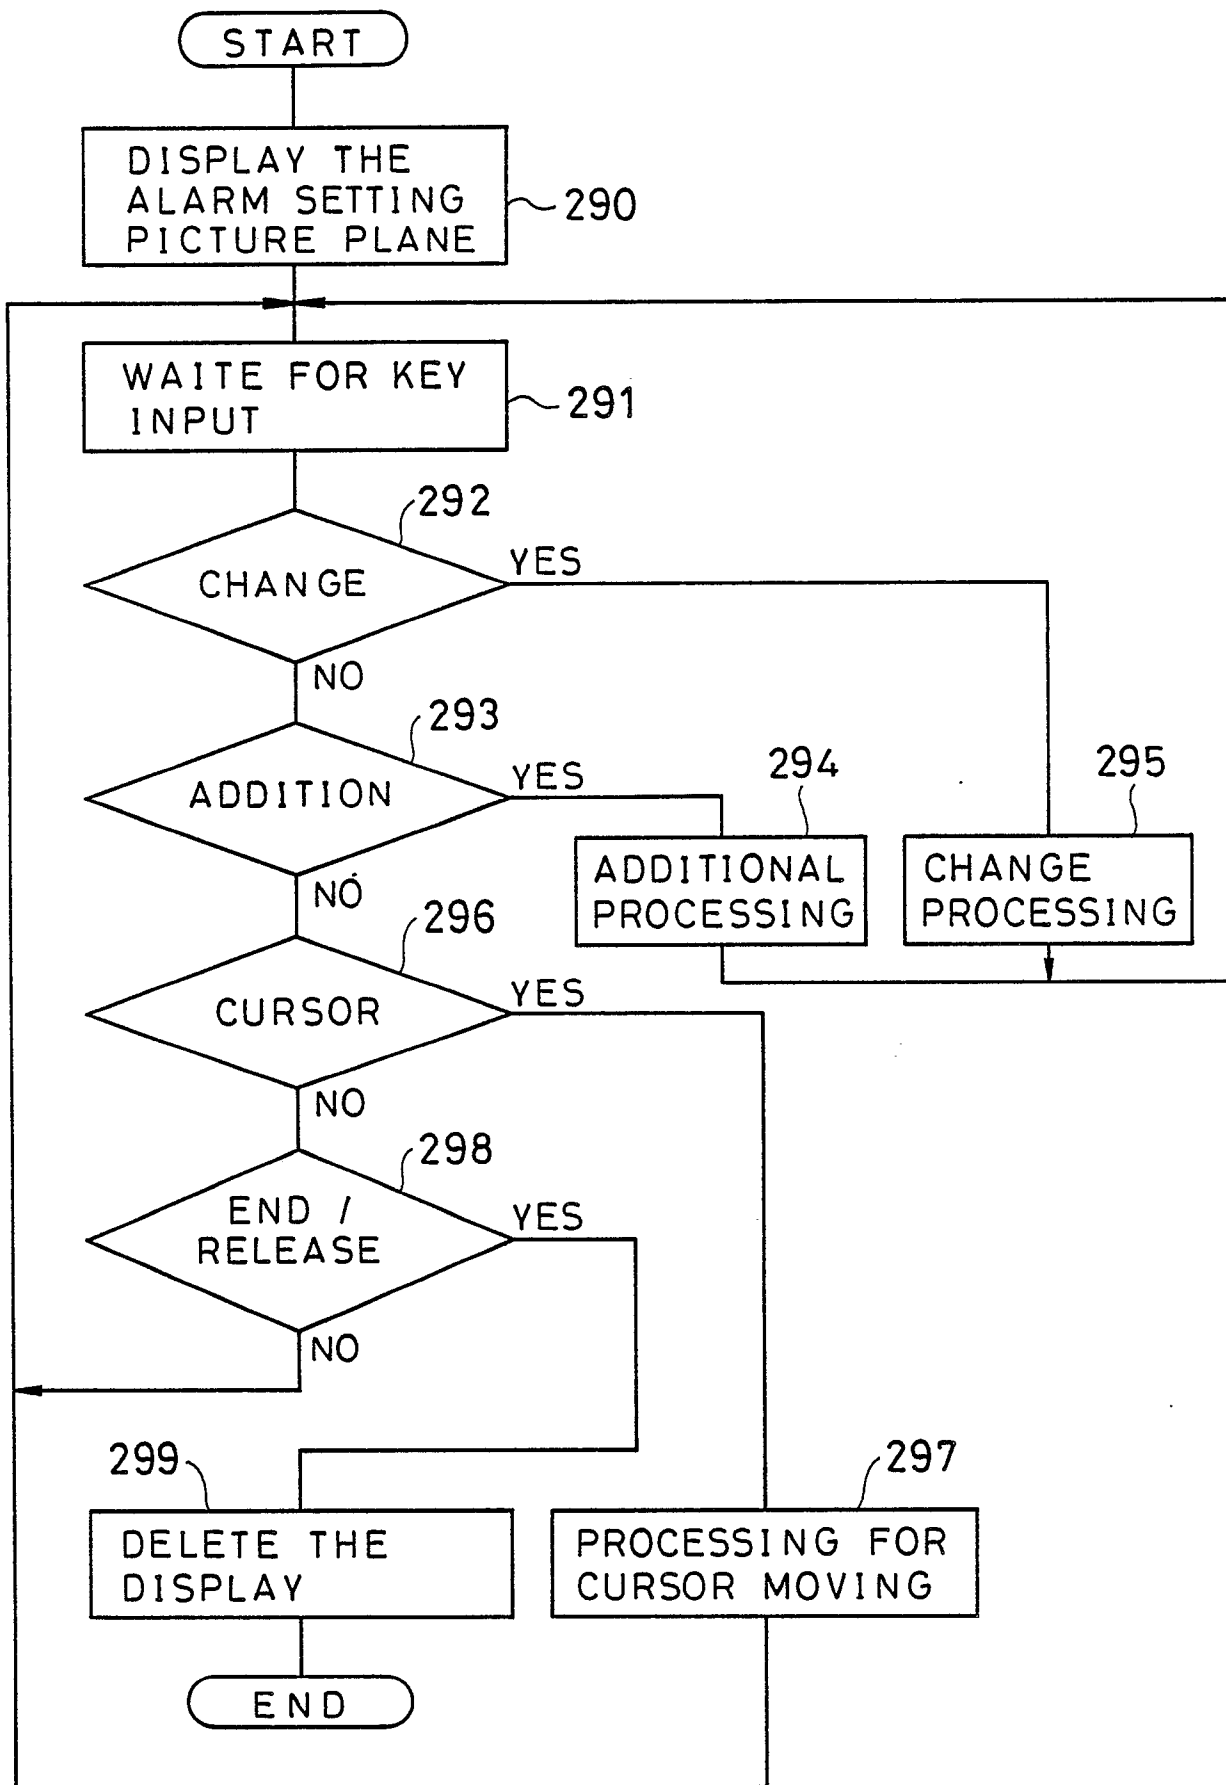 START
DISPLAY THE
ALARM SETTING
PICTURE PLANE
290
WAITE FOR KEY
INPUT
291
292
CHANGE
YES
NO
293
ADDITION
YES
NO
294
ADDITIONAL
PROCESSING
295
CHANGE
PROCESSING
296
CURSOR
YES
NO
298
END /
RELEASE
YES
NO
299
DELETE THE
DISPLAY
297
PROCESSING FOR
CURSOR MOVING
END